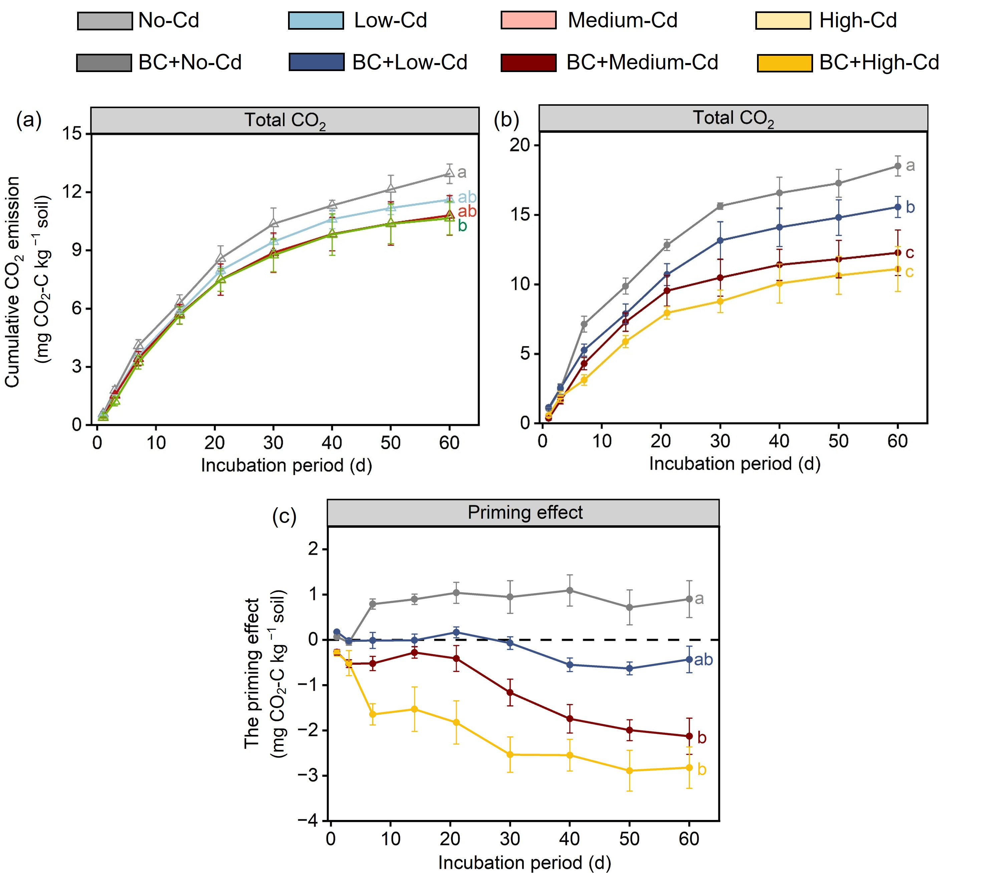 No-Cd Low-Cd Medium-Cd High-Cd
BC+No-Cd BC+Low-Cd BC+Medium-Cd BC+High-Cd
(a) Total CO₂
Cumulative CO₂ emission
(mg CO₂-C kg⁻¹ soil)
15
12
9
6
3
0
a
ab
ab
b
0 10 20 30 40 50 60
Incubation period (d)
(b) Total CO₂
20
15
10
5
0
a
b
c
c
0 10 20 30 40 50 60
Incubation period (d)
(c) Priming effect
The priming effect
(mg CO₂-C kg⁻¹ soil)
2
1
0
−1
−2
−3
−4
a
ab
b
b
0 10 20 30 40 50 60
Incubation period (d)